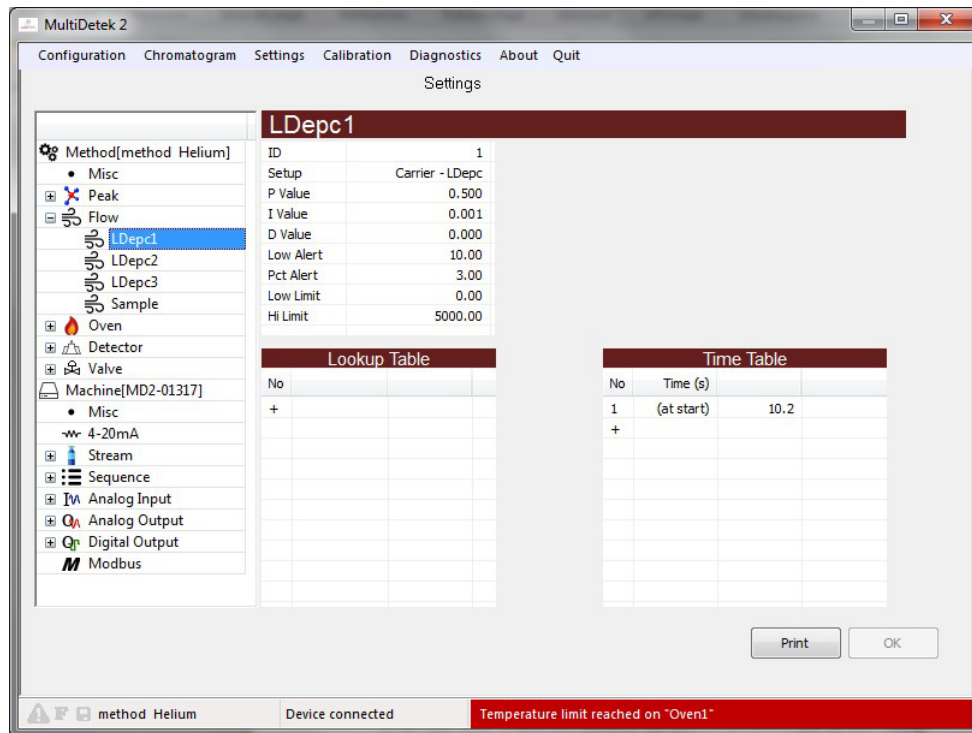 MultiDetek 2
Configuration Chromatogram Settings Calibration Diagnostics About Quit
Settings
Method[method Helium]
Misc
Peak
Flow
LDepc1
LDepc2
LDepc3
Sample
Oven
Detector
Valve
Machine[MD2-01317]
Misc
4-20mA
Stream
Sequence
Analog Input
Analog Output
Digital Output
Modbus
LDepc1
ID 1
Setup Carrier - LDepc
P Value 0.500
I Value 0.001
D Value 0.000
Low Alert 10.00
Pct Alert 3.00
Low Limit 0.00
Hi Limit 5000.00
Lookup Table
No
+
Time Table
No Time (s)
1 (at start) 10.2
+
Print OK
F method Helium Device connected Temperature limit reached on "Oven1"